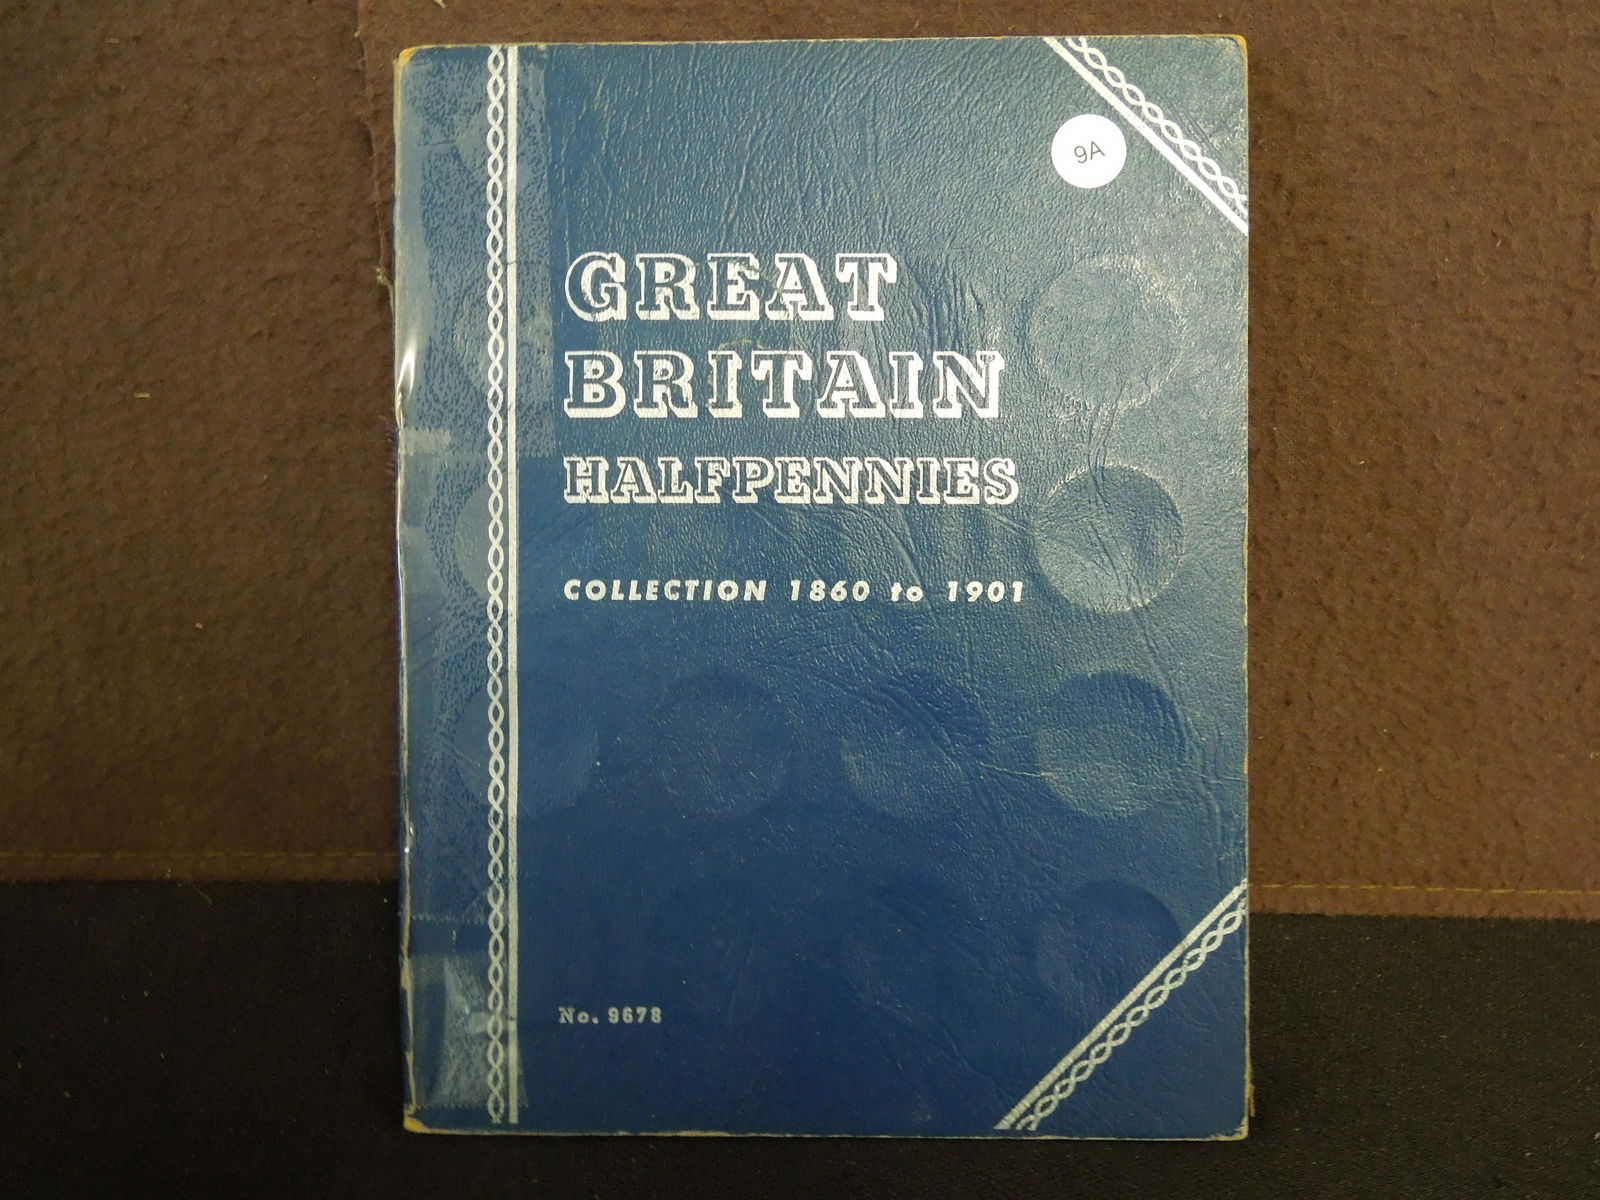 9A
GREAT
BRITAIN
HALFPENNIES
COLLECTION 1860 to 1901
No. 9678